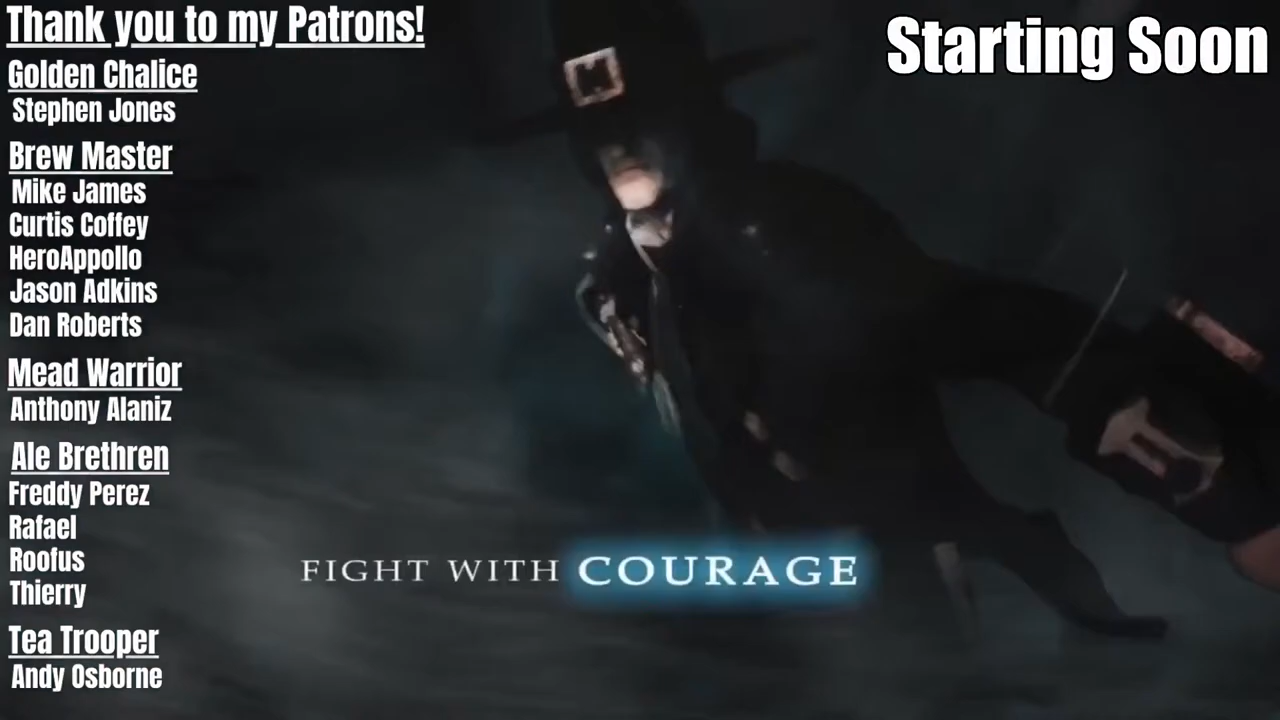 Thank you to my Patrons!
Golden Chalice
Stephen Jones
Brew Master
Mike James
Curtis Coffey
HeroAppollo
Jason Adkins
Dan Roberts
Mead Warrior
Anthony Alaniz
Ale Brethren
Freddy Perez
Rafael
Roofus
Thierry
Tea Trooper
Andy Osborne
Starting Soon
FIGHT WITH COURAGE